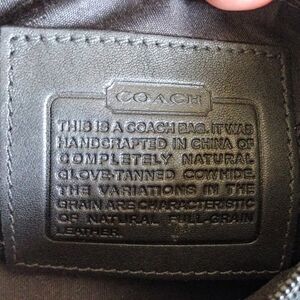 COACH
THIS IS A COACH BAG. IT WAS
HANDCRAFTED IN CHINA OF
COMPLETELY NATURAL
GLOVE-TANNED COWHIDE.
THE VARIATIONS IN THE
GRAIN ARE CHARACTERISTIC
OF NATURAL FULL-GRAIN
LEATHER.